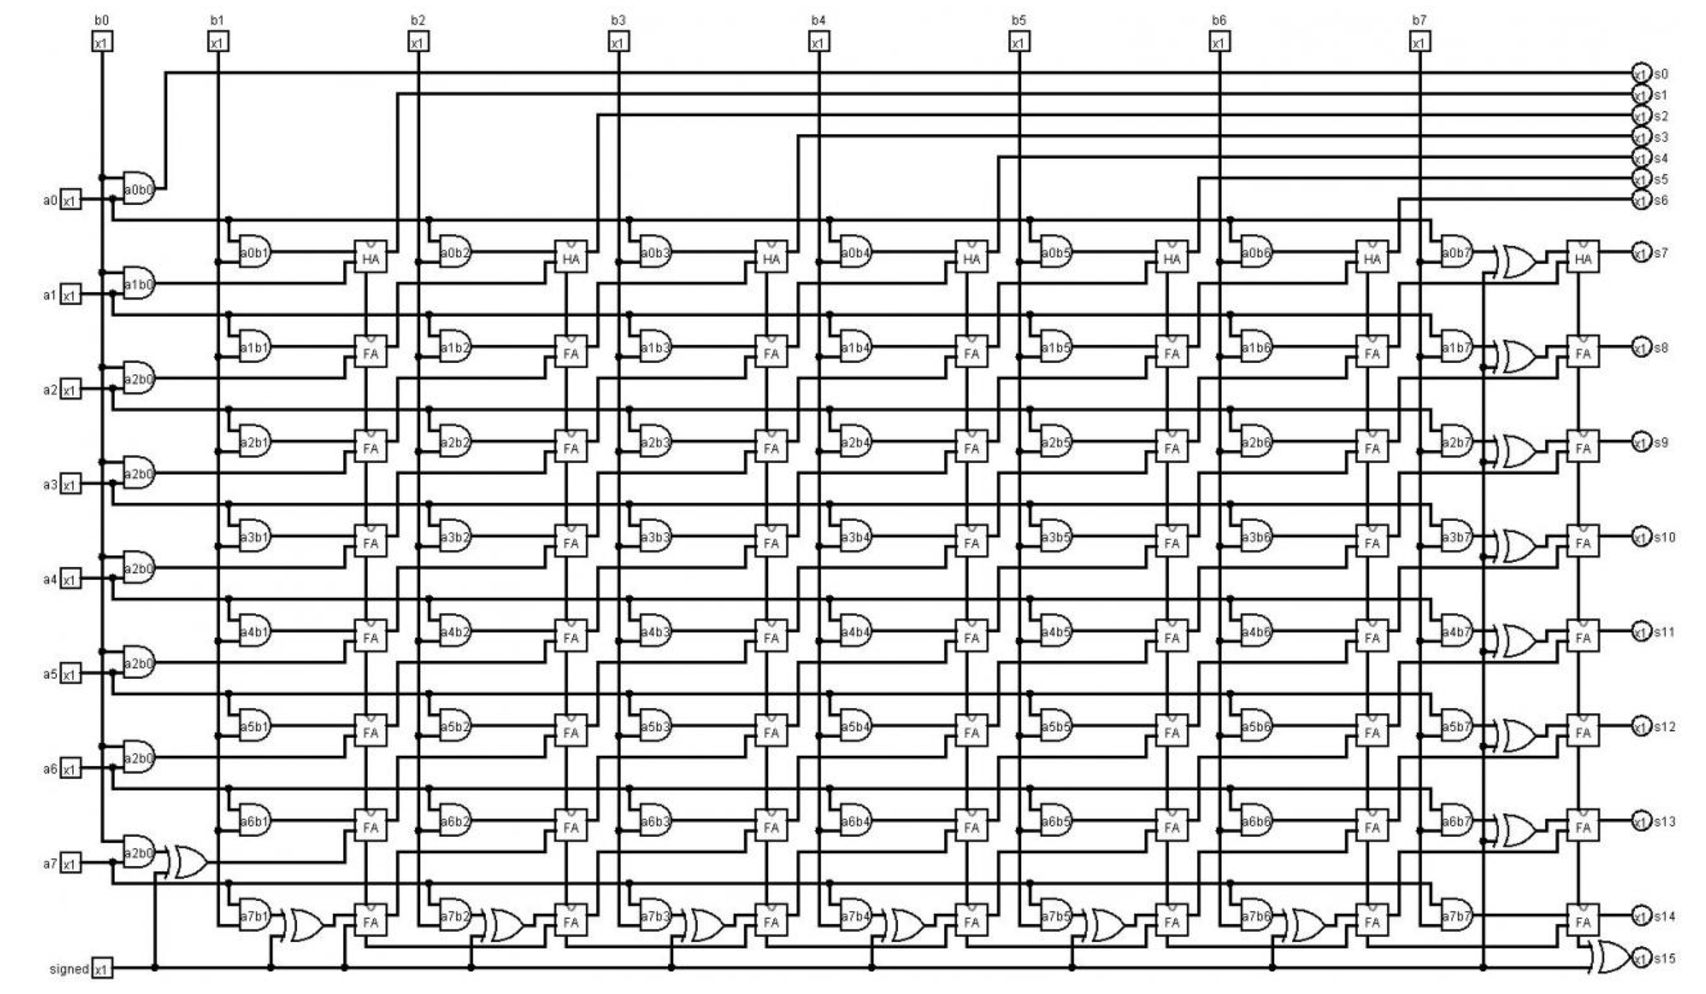 b0 b1 b2 b3 b4 b5 b6 b7
x1 x1 x1 x1 x1 x1 x1 x1
x1 s0
x1 s1
x1 s2
x1 s3
x1 s4
x1 s5
a0b0
a0 x1 x1 s6
a0b1 HA a0b2 HA a0b3 HA a0b4 HA a0b5 HA a0b6 HA a0b7 HA x1 s7
a1b0
a1 x1
a1b1 FA a1b2 FA a1b3 FA a1b4 FA a1b5 FA a1b6 FA a1b7 FA x1 s8
a2b0
a2 x1
a2b1 FA a2b2 FA a2b3 FA a2b4 FA a2b5 FA a2b6 FA a2b7 FA x1 s9
a2b0
a3 x1
a3b1 FA a3b2 FA a3b3 FA a3b4 FA a3b5 FA a3b6 FA a3b7 FA x1 s10
a2b0
a4 x1
a4b1 FA a4b2 FA a4b3 FA a4b4 FA a4b5 FA a4b6 FA a4b7 FA x1 s11
a2b0
a5 x1
a5b1 FA a5b2 FA a5b3 FA a5b4 FA a5b5 FA a5b6 FA a5b7 FA x1 s12
a2b0
a6 x1
a6b1 FA a6b2 FA a6b3 FA a6b4 FA a6b5 FA a6b6 FA a6b7 FA x1 s13
a2b0
a7 x1
a7b1 FA a7b2 FA a7b3 FA a7b4 FA a7b5 FA a7b6 FA a7b7 FA x1 s14
signed x1 x1 s15